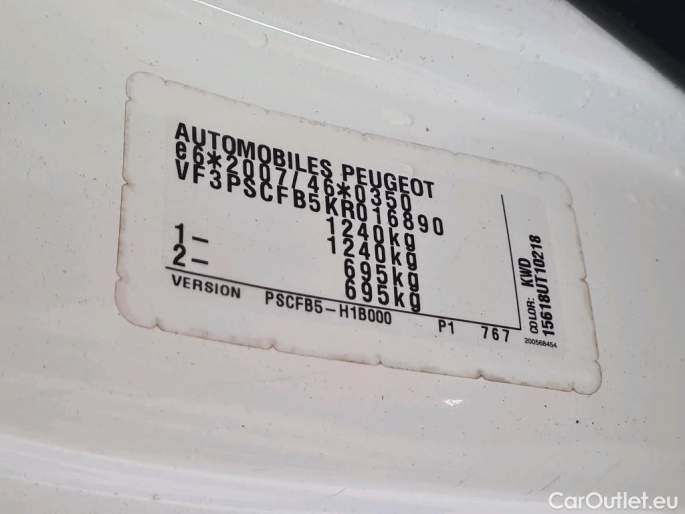 AUTOMOBILES PEUGEOT
e6*2007/46*0350
VF3PSCFB5KR016890
1240kg
1- 1240kg
2- 695kg
695kg
VERSION PSCFB5-H1B000 P1 767
COLOR: KWD
15618UT10218
200568454
CarOutlet.eu